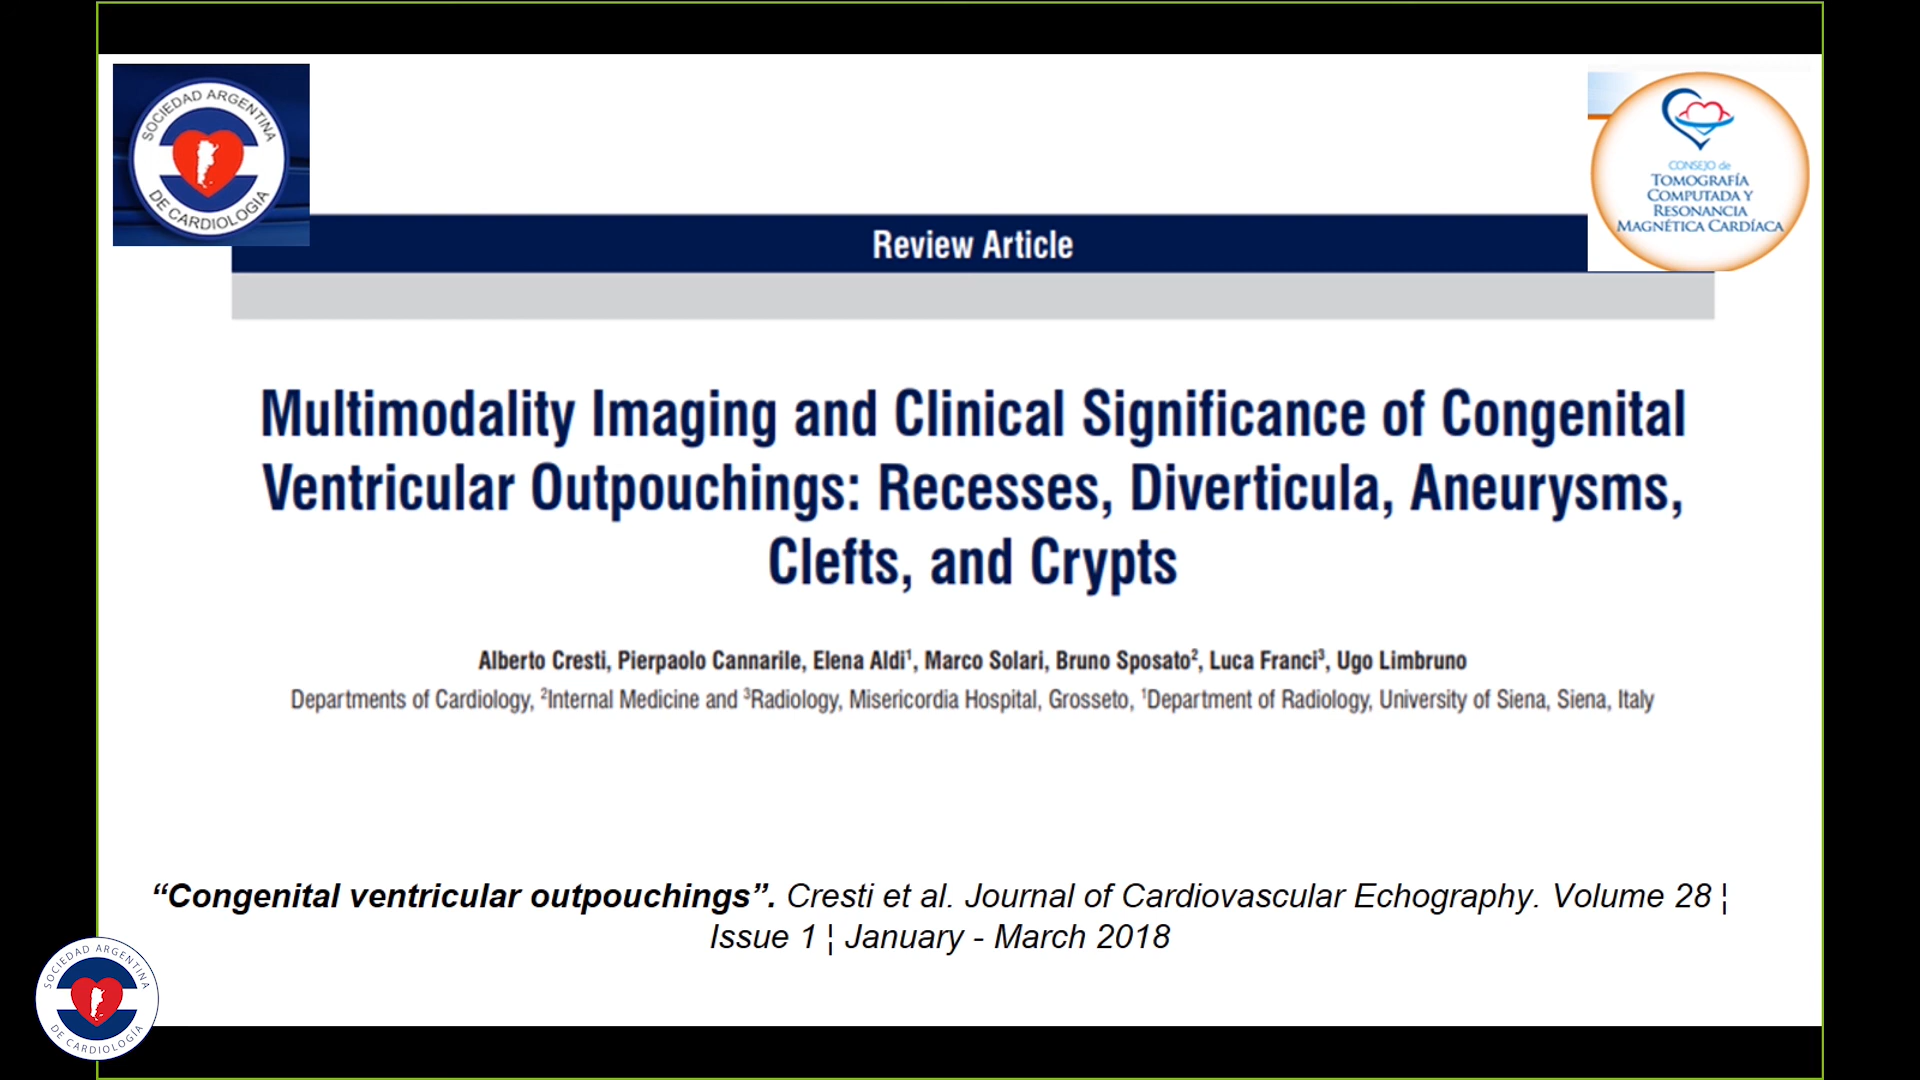 SOCIEDAD ARGENTINA
DE CARDIOLOGIA
CONSEJO de
TOMOGRAFÍA
COMPUTADA Y
RESONANCIA
MAGNÉTICA CARDÍACA
Review Article
Multimodality Imaging and Clinical Significance of Congenital
Ventricular Outpouchings: Recesses, Diverticula, Aneurysms,
Clefts, and Crypts
Alberto Cresti, Pierpaolo Cannarile, Elena Aldi¹, Marco Solari, Bruno Sposato², Luca Franci³, Ugo Limbruno
Departments of Cardiology, ²Internal Medicine and ³Radiology, Misericordia Hospital, Grosseto, ¹Department of Radiology, University of Siena, Siena, Italy
“Congenital ventricular outpouchings”. Cresti et al. Journal of Cardiovascular Echography. Volume 28 ¦
Issue 1 ¦ January - March 2018
SOCIEDAD ARGENTINA
DE CARDIOLOGÍA